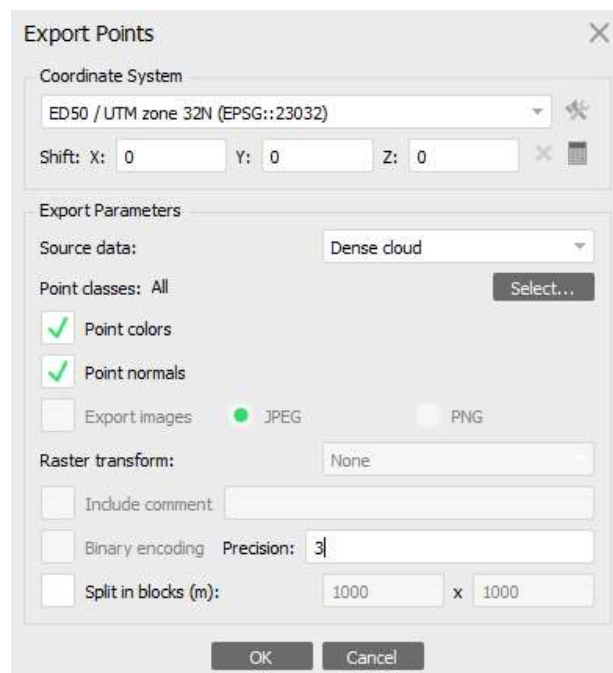 Export Points
Coordinate System
ED50 / UTM zone 32N (EPSG::23032)
Shift: X: 0 Y: 0 Z: 0
Export Parameters
Source data: Dense cloud
Point classes: All Select...
Point colors
Point normals
Export images JPEG PNG
Raster transform: None
Include comment
Binary encoding Precision: 3
Split in blocks (m): 1000 x 1000
OK Cancel